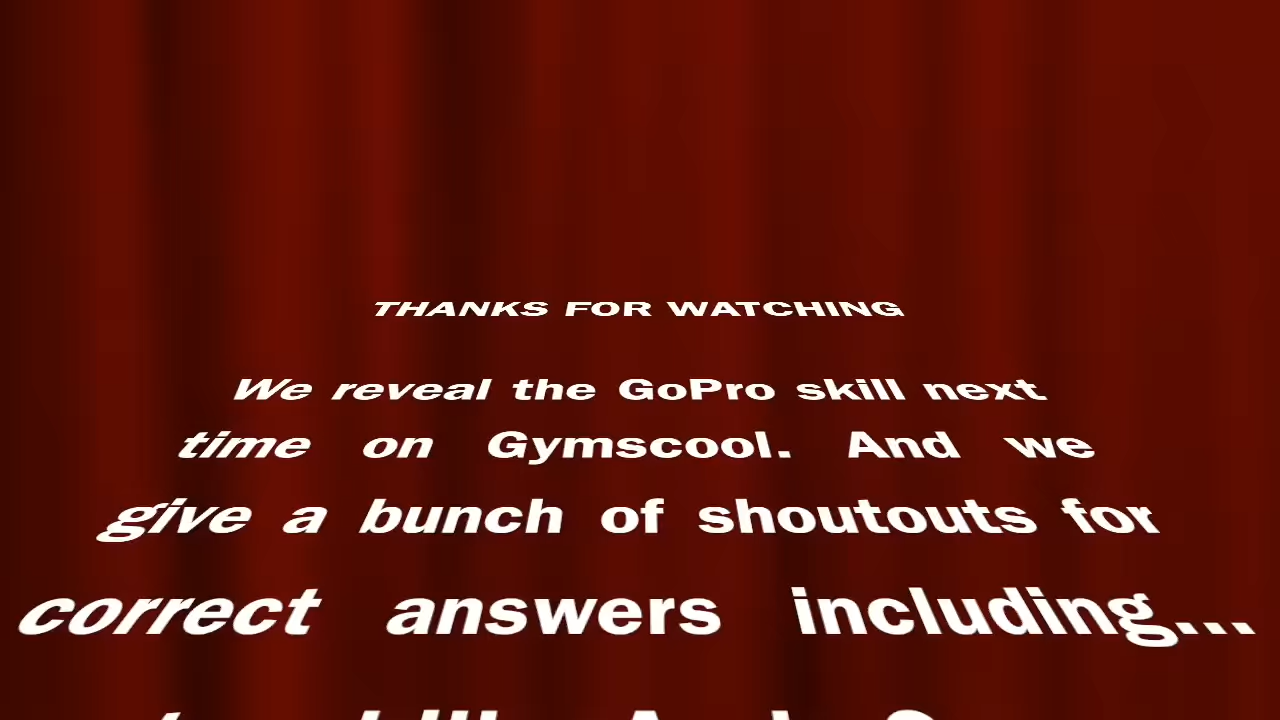 THANKS FOR WATCHING
We reveal the GoPro skill next
time on Gymscool. And we
give a bunch of shoutouts for
correct answers including...